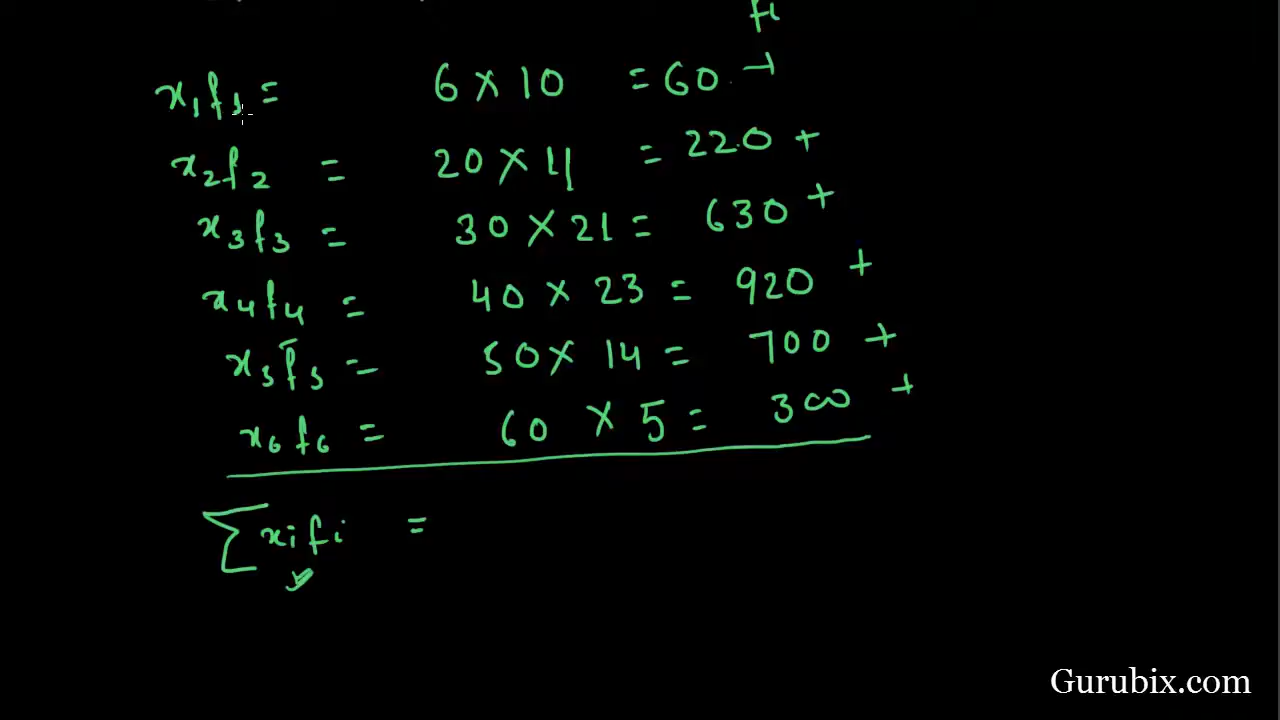 fi
x₁f₁ = 6 × 10 = 60 +
x₂f₂ = 20 × 11 = 220 +
x₃f₃ = 30 × 21 = 630 +
x₄f₄ = 40 × 23 = 920 +
x₅f₅ = 50 × 14 = 700 +
x₆f₆ = 60 × 5 = 300 +
∑ xifi =
Gurubix.com